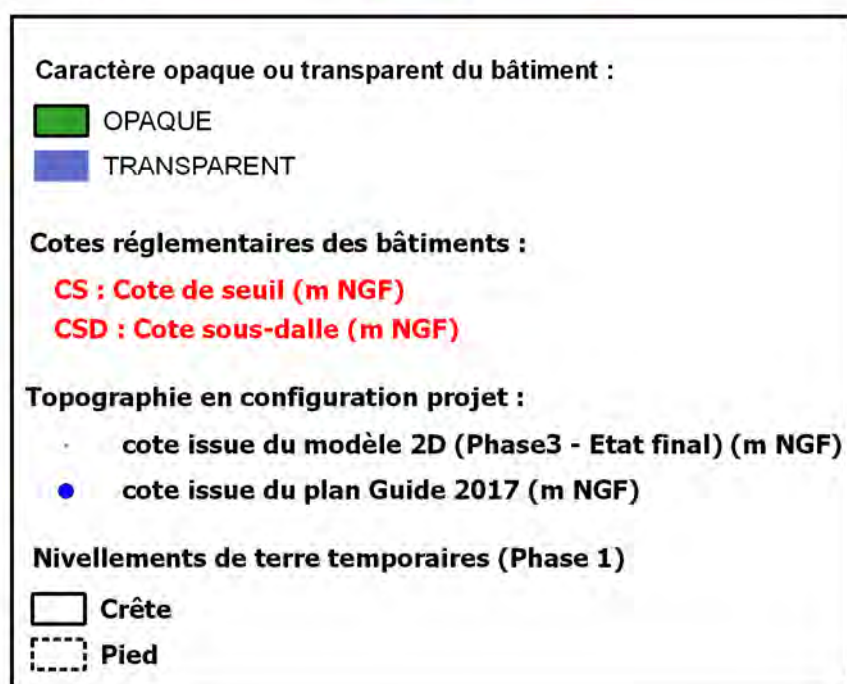 Caractère opaque ou transparent du bâtiment :
OPAQUE
TRANSPARENT
Cotes réglementaires des bâtiments :
CS : Cote de seuil (m NGF)
CSD : Cote sous-dalle (m NGF)
Topographie en configuration projet :
cote issue du modèle 2D (Phase3 - Etat final) (m NGF)
cote issue du plan Guide 2017 (m NGF)
Nivellements de terre temporaires (Phase 1)
Crête
Pied